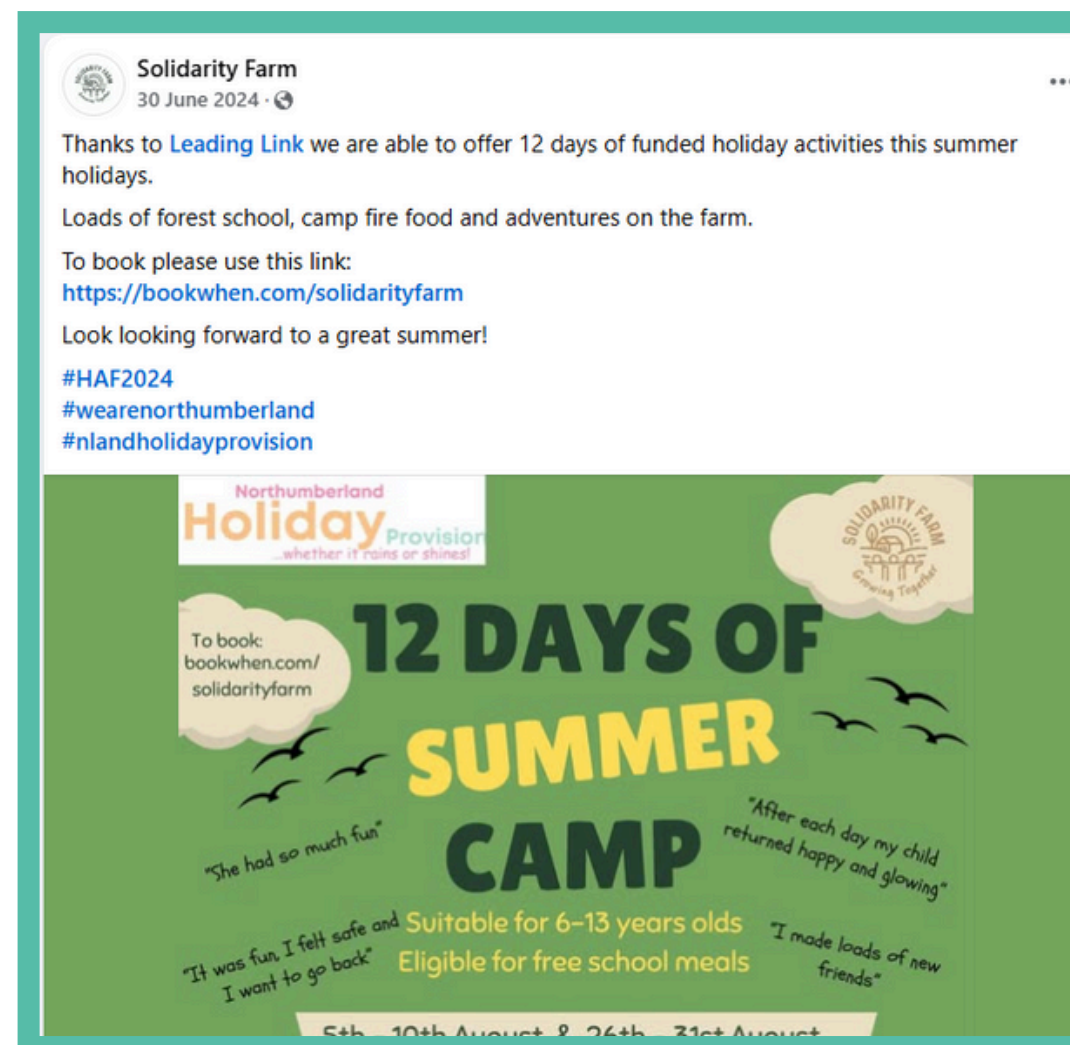 Solidarity Farm
30 June 2024 ·
Thanks to Leading Link we are able to offer 12 days of funded holiday activities this summer
holidays.
Loads of forest school, camp fire food and adventures on the farm.
To book please use this link:
https://bookwhen.com/solidarityfarm
Look looking forward to a great summer!
#HAF2024
#wearenorthumberland
#nlandholidayprovision
Northumberland
Holiday
Provision
...whether it rains or shines!
SOLIDARITY FARM
Growing Together
To book:
bookwhen.com/
solidarityfarm
12 DAYS OF
SUMMER
CAMP
"She had so much fun"
"After each day my child
returned happy and glowing"
Suitable for 6-13 years olds
Eligible for free school meals
"It was fun, I felt safe and
I want to go back"
"I made loads of new
friends"
5th - 10th August & 26th - 31st August